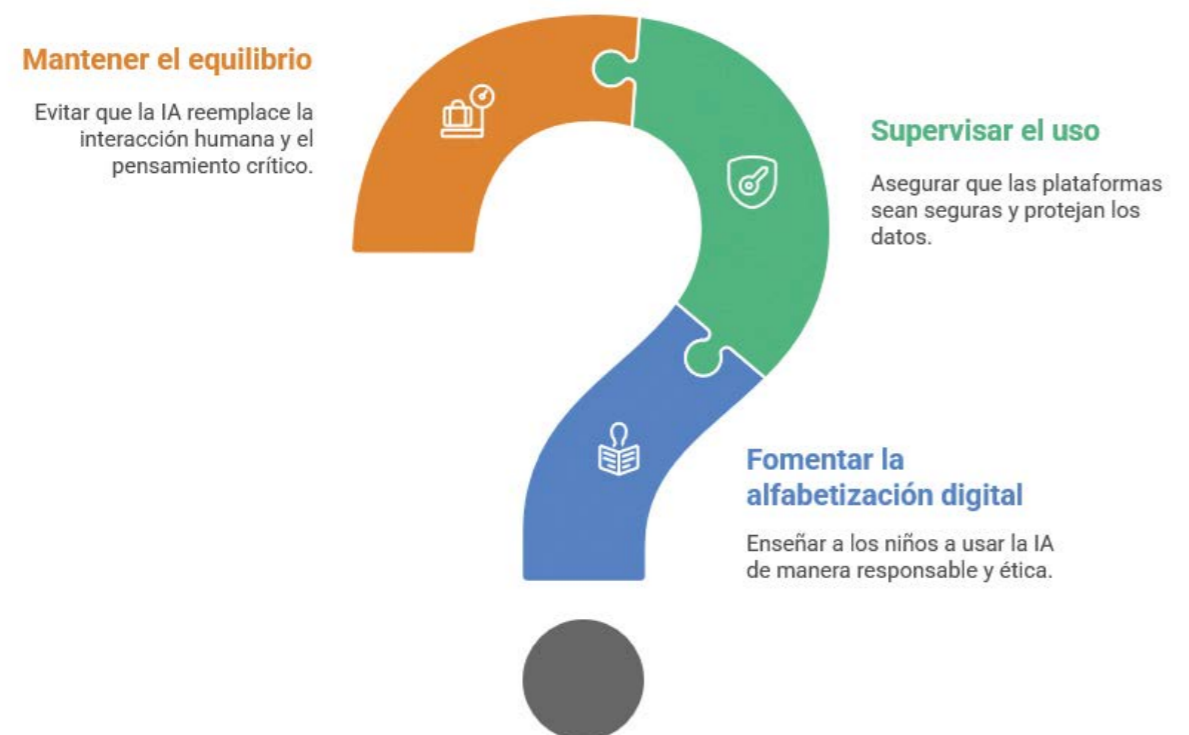 Mantener el equilibrio
Evitar que la IA reemplace la
interacción humana y el
pensamiento crítico.
Supervisar el uso
Asegurar que las plataformas
sean seguras y protejan los
datos.
Fomentar la
alfabetización digital
Enseñar a los niños a usar la IA
de manera responsable y ética.